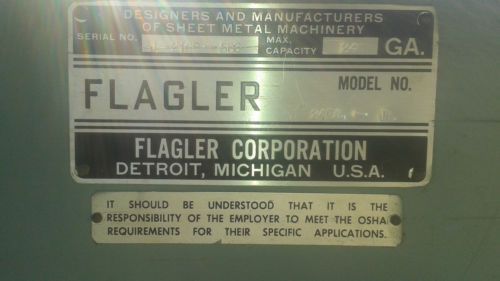 DESIGNERS AND MANUFACTURERS
OF SHEET METAL MACHINERY
SERIAL NO.
MAX.
CAPACITY
GA.
FLAGLER
MODEL NO.
FLAGLER CORPORATION
DETROIT, MICHIGAN U.S.A.
IT SHOULD BE UNDERSTOOD THAT IT IS THE
RESPONSIBILITY OF THE EMPLOYER TO MEET THE OSHA
REQUIREMENTS FOR THEIR SPECIFIC APPLICATIONS.